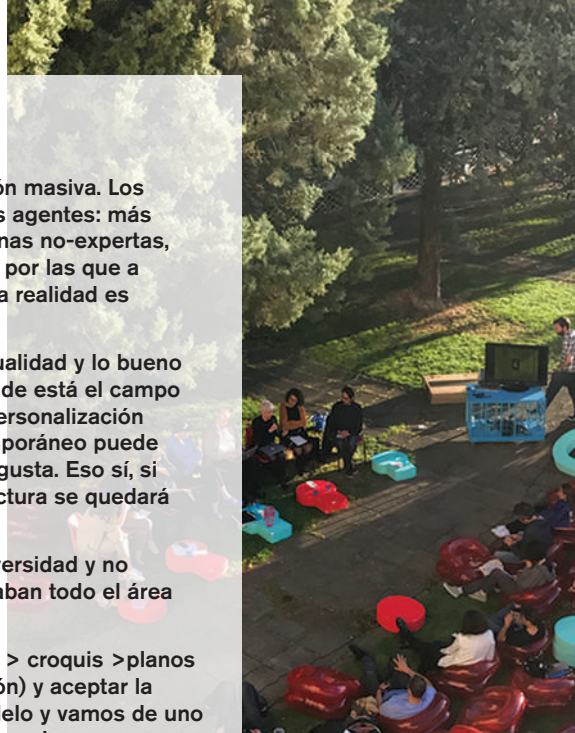 ón masiva. Los
s agentes: más
nas no-expertas,
por las que a
a realidad es
ualidad y lo bueno
de está el campo
ersonalización
poráneo puede
gusta. Eso sí, si
ctura se quedará
versidad y no
aban todo el área
> croquis >planos
ón) y aceptar la
delo y vamos de uno